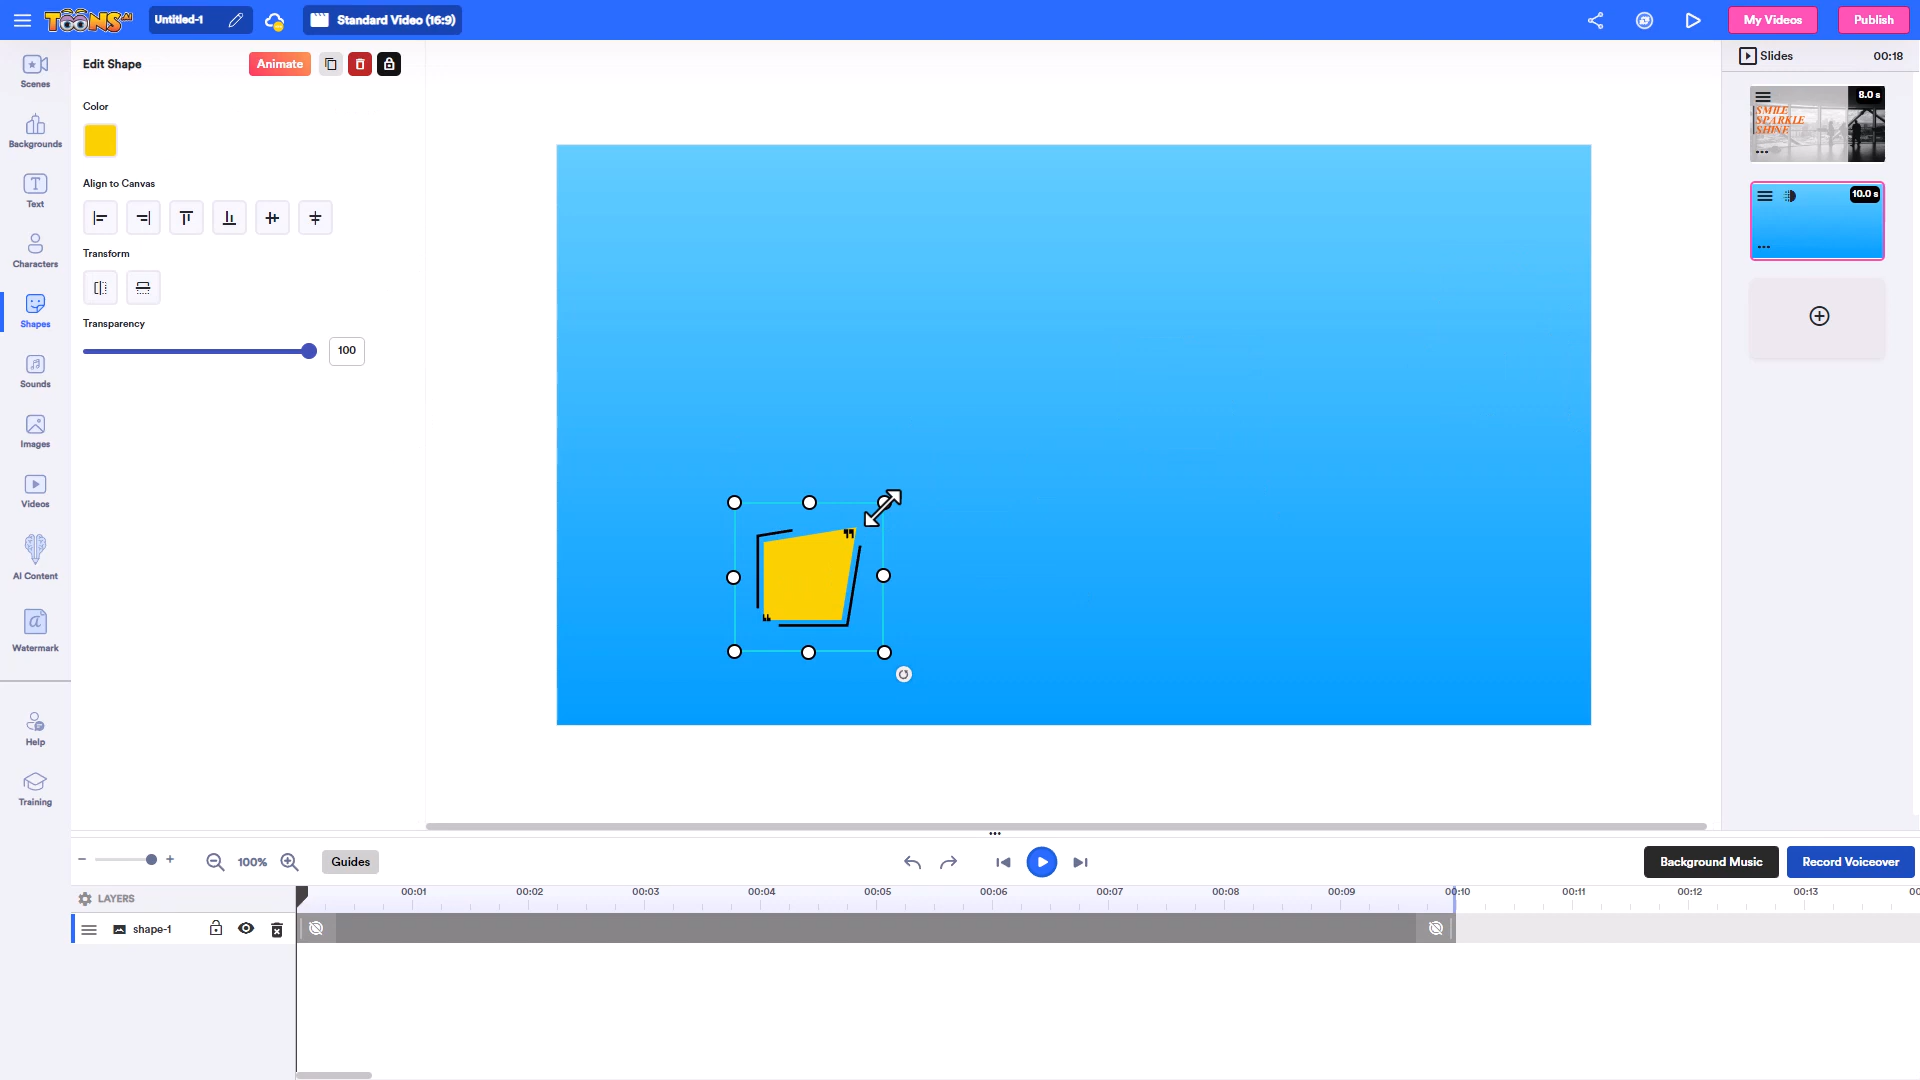 TOONS AI
Untitled-1
Standard Video (16:9)
My Videos
Publish
Scenes
Backgrounds
Text
Characters
Shapes
Sounds
Images
Videos
AI Content
Watermark
Help
Training
Edit Shape
Animate
Color
Align to Canvas
Transform
Transparency
100
Slides
00:18
8.0 s
SMILE
SPARKLE
SHINE
10.0 s
100%
Guides
Background Music
Record Voiceover
LAYERS
00:01
00:02
00:03
00:04
00:05
00:06
00:07
00:08
00:09
00:10
00:11
00:12
00:13
shape-1